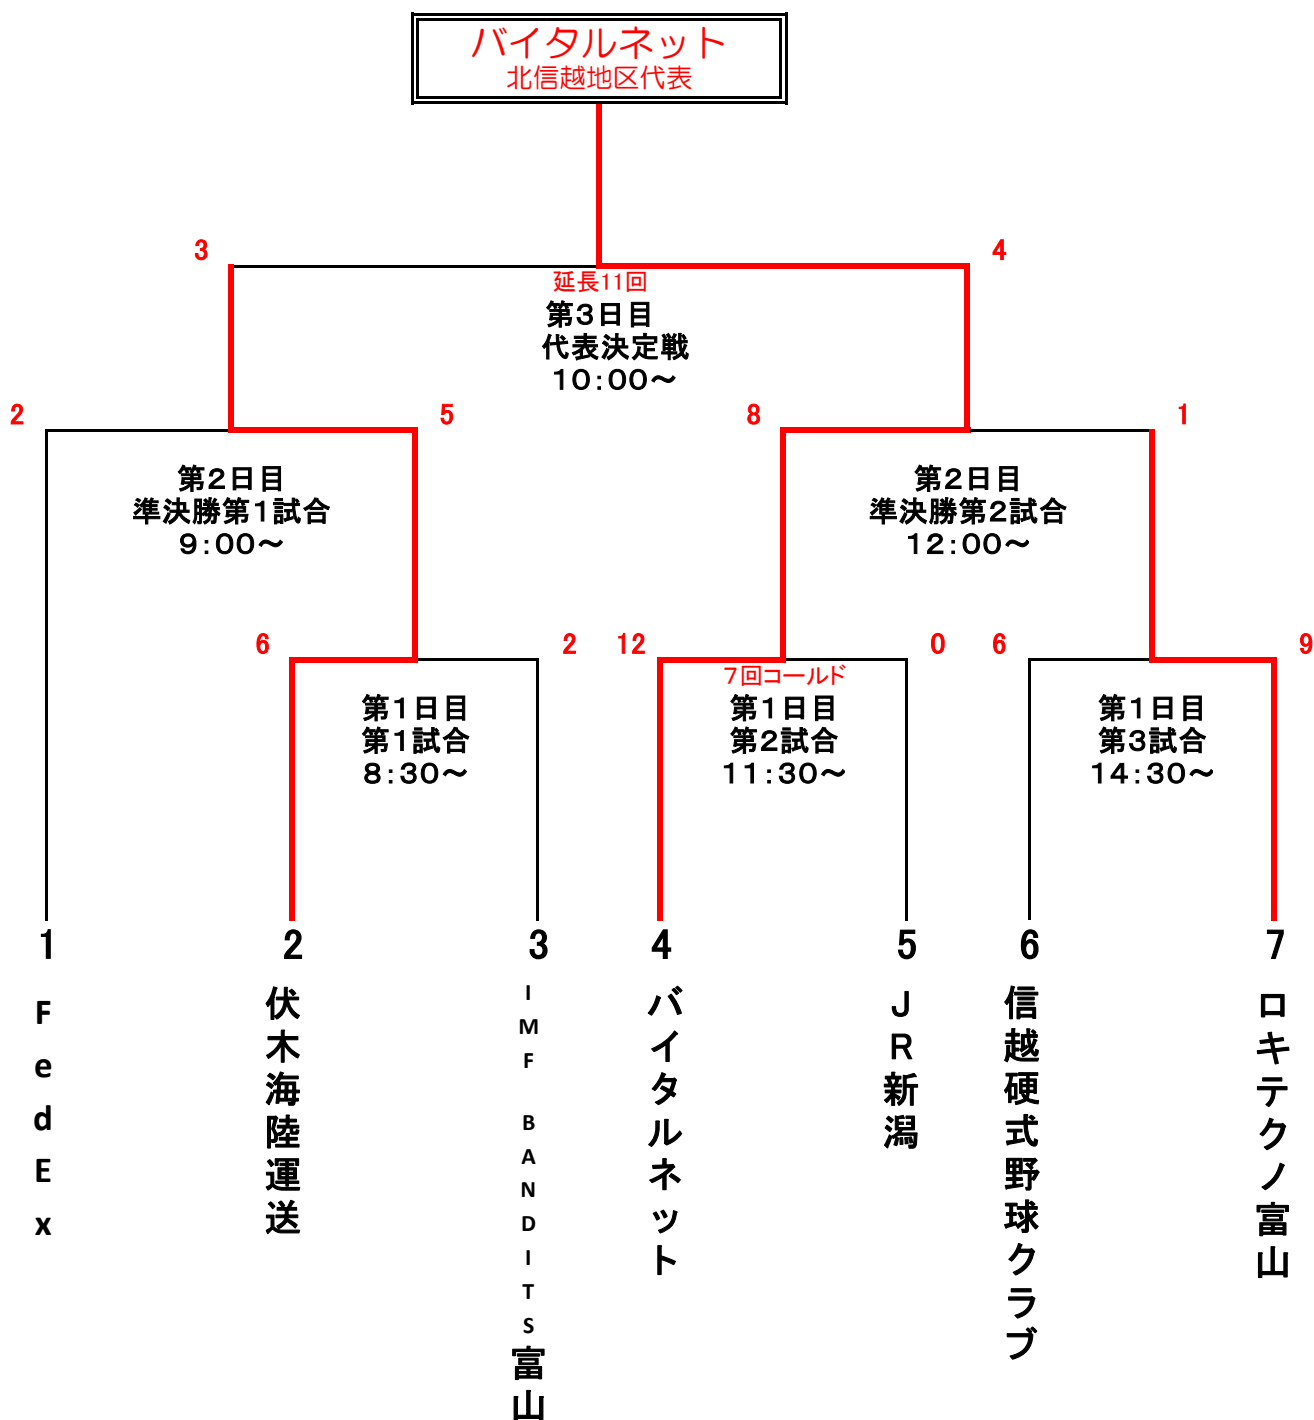 バイタルネット
北信越地区代表
3
4
延長11回
第3日目
代表決定戦
10:00～
2
5
8
1
第2日目
準決勝第1試合
9:00～
第2日目
準決勝第2試合
12:00～
6
2
12
0
6
9
7回コールド
第1日目
第1試合
8:30～
第1日目
第2試合
11:30～
第1日目
第3試合
14:30～
1
2
3
4
5
6
7
FedEx
伏木海陸運送
IMF BANDITS富山
バイタルネット
JR新潟
信越硬式野球クラブ
ロキテクノ富山